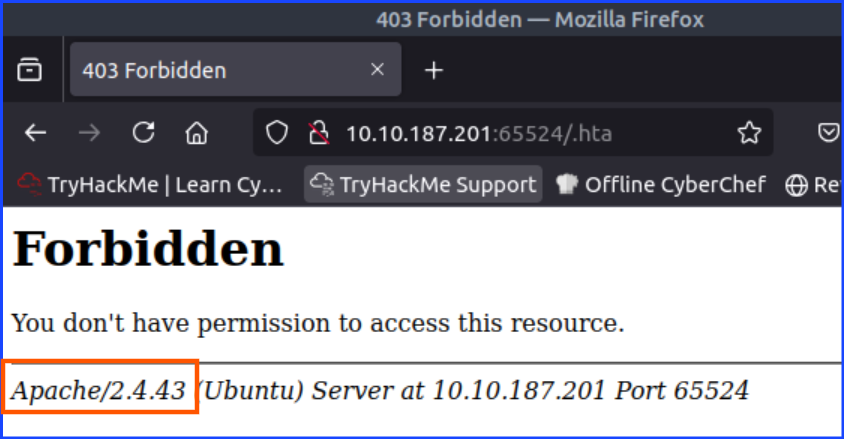 403 Forbidden — Mozilla Firefox
403 Forbidden
10.10.187.201:65524/.hta
TryHackMe | Learn Cy... TryHackMe Support Offline CyberChef Re
Forbidden
You don't have permission to access this resource.
Apache/2.4.43 (Ubuntu) Server at 10.10.187.201 Port 65524